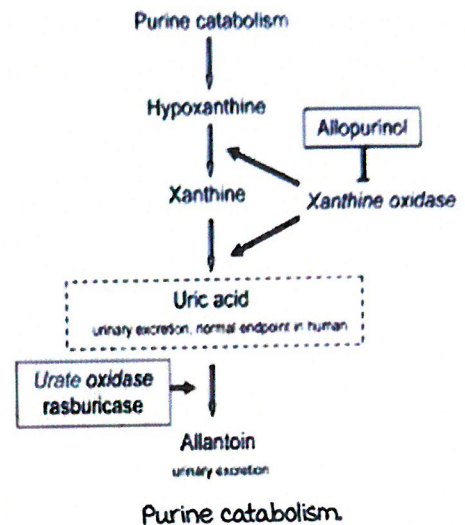 Purine catabolism
Hypoxanthine
Allopurinol
Xanthine
Xanthine oxidase
Uric acid
urinary excretion, normal endpoint in human
Urate oxidase
rasburicase
Allantoin
urinary excretion
Purine catabolism.